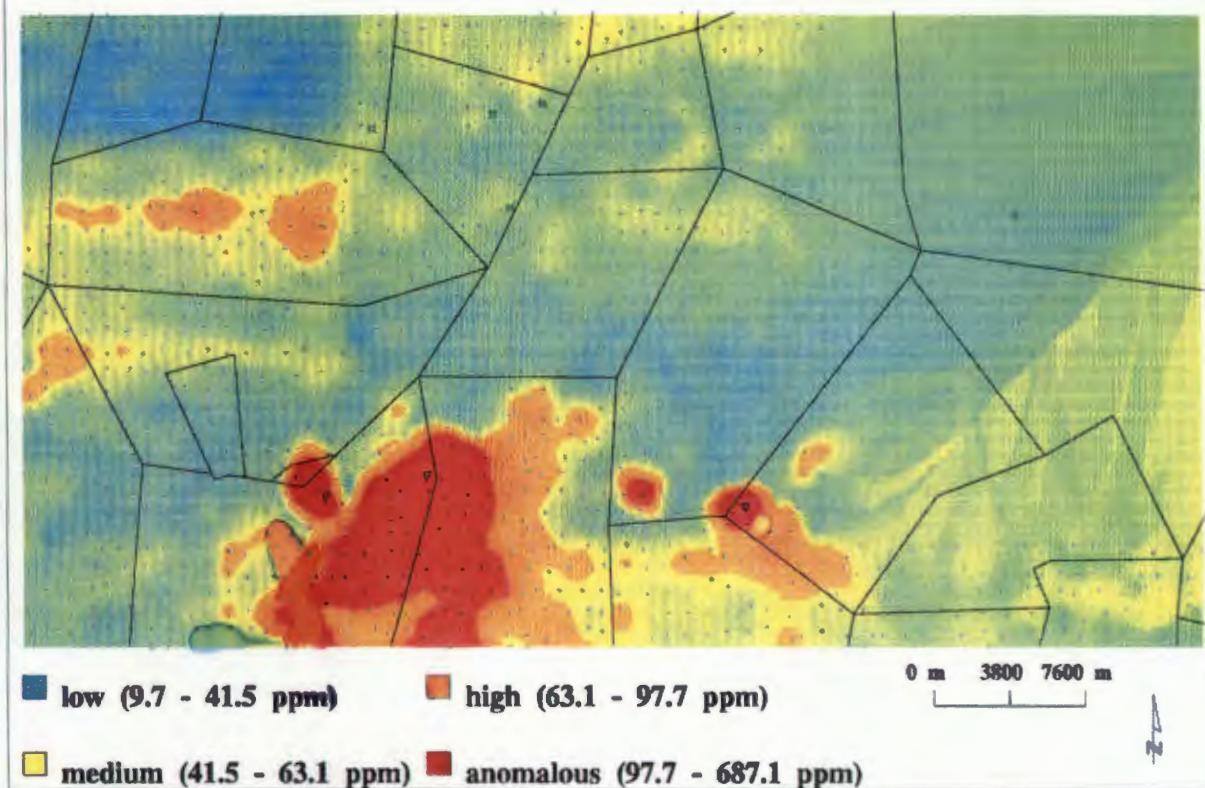 low (9.7 - 41.5 ppm)
high (63.1 - 97.7 ppm)
medium (41.5 - 63.1 ppm)
anomalous (97.7 - 687.1 ppm)
0 m 3800 7600 m
N